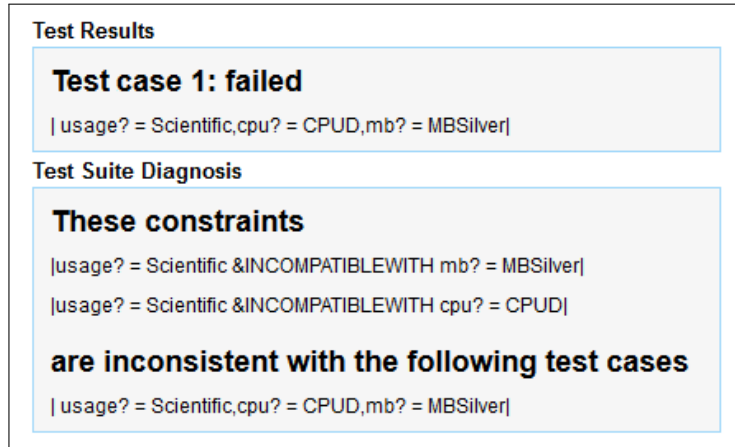 Test Results
Test case 1: failed
| usage? = Scientific,cpu? = CPUD,mb? = MBSilver|
Test Suite Diagnosis
These constraints
|usage? = Scientific &INCOMPATIBLEWITH mb? = MBSilver|
|usage? = Scientific &INCOMPATIBLEWITH cpu? = CPUD|
are inconsistent with the following test cases
| usage? = Scientific,cpu? = CPUD,mb? = MBSilver|